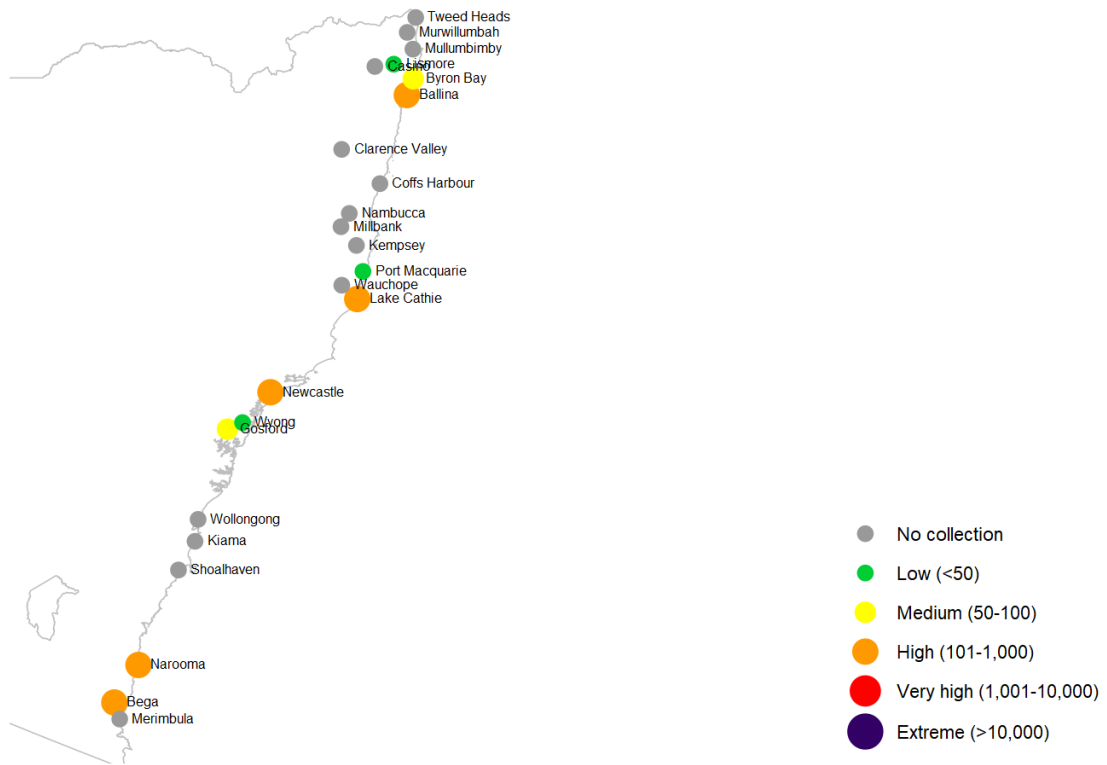 Tweed Heads
Murwillumbah
Mullumbimby
Lismore
Casino
Byron Bay
Ballina
Clarence Valley
Coffs Harbour
Nambucca
Millbank
Kempsey
Port Macquarie
Wauchope
Lake Cathie
Newcastle
Wyong
Gosford
Wollongong
Kiama
Shoalhaven
Narooma
Bega
Merimbula
No collection
Low (<50)
Medium (50-100)
High (101-1,000)
Very high (1,001-10,000)
Extreme (>10,000)